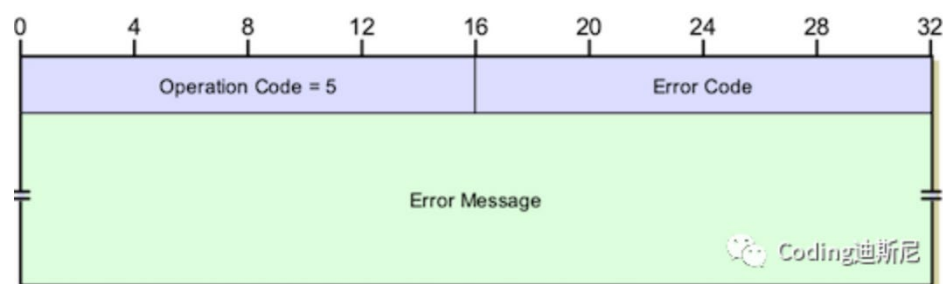 0 4 8 12 16 20 24 28 32
Operation Code = 5 Error Code
Error Message
Coding迪斯尼